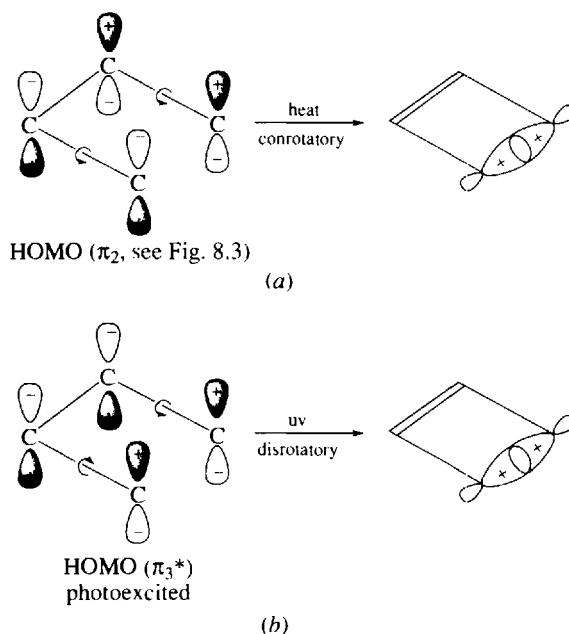 + + 
− C − − C
C − C −
heat
conrotatory
+ +
HOMO (π₂, see Fig. 8.3)
(a)
− − +
C C
− + C −
C −
uv
disrotatory
+ +
HOMO (π₃*)
photoexcited
(b)